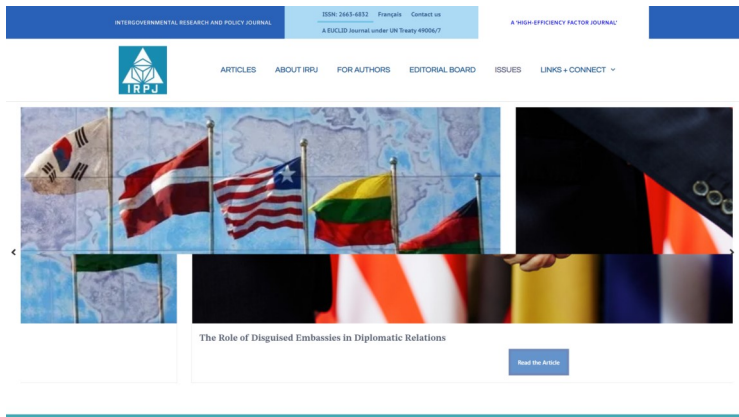 INTERGOVERNMENTAL RESEARCH AND POLICY JOURNAL
ISSN: 2663-6832 Français Contact us
A EUCLID Journal under UN Treaty 49006/7
A 'HIGH-EFFICIENCY FACTOR JOURNAL'
IRPJ
ARTICLES ABOUT IRPJ FOR AUTHORS EDITORIAL BOARD ISSUES LINKS + CONNECT
The Role of Disguised Embassies in Diplomatic Relations
Read the Article